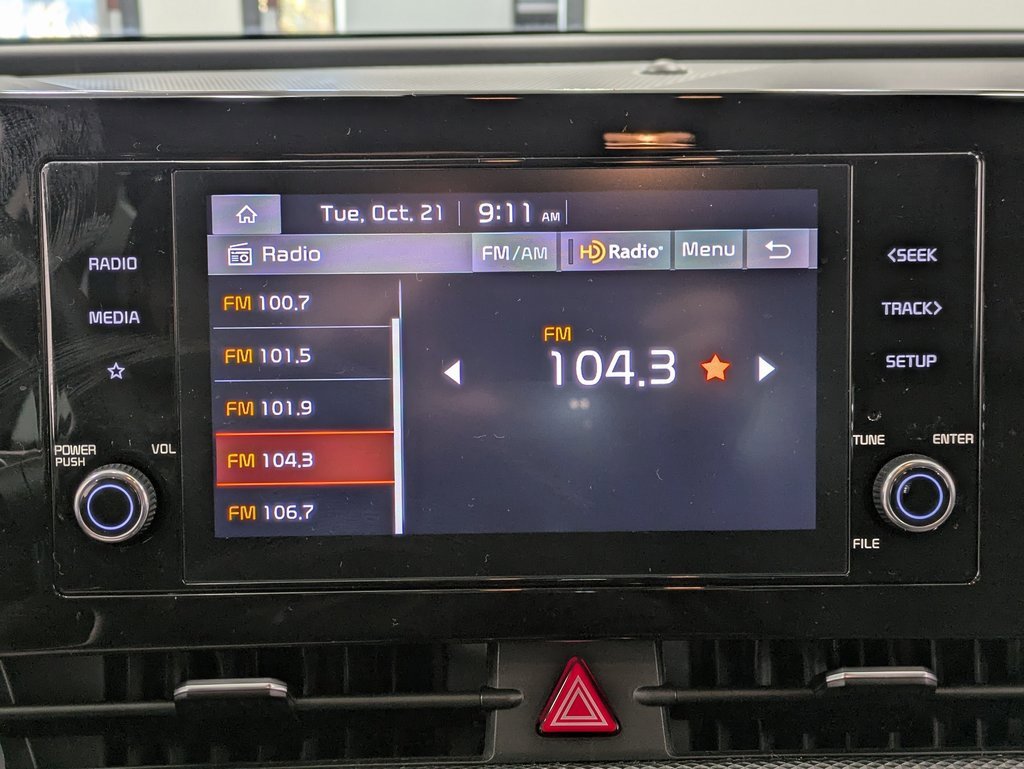 Tue, Oct. 21 9:11 AM
Radio FM/AM HD Radio® Menu
RADIO
MEDIA
POWER PUSH
VOL
FM 100.7
FM 101.5
FM 101.9
FM 104.3
FM 106.7
FM
104.3
<SEEK
TRACK>
SETUP
TUNE
ENTER
FILE